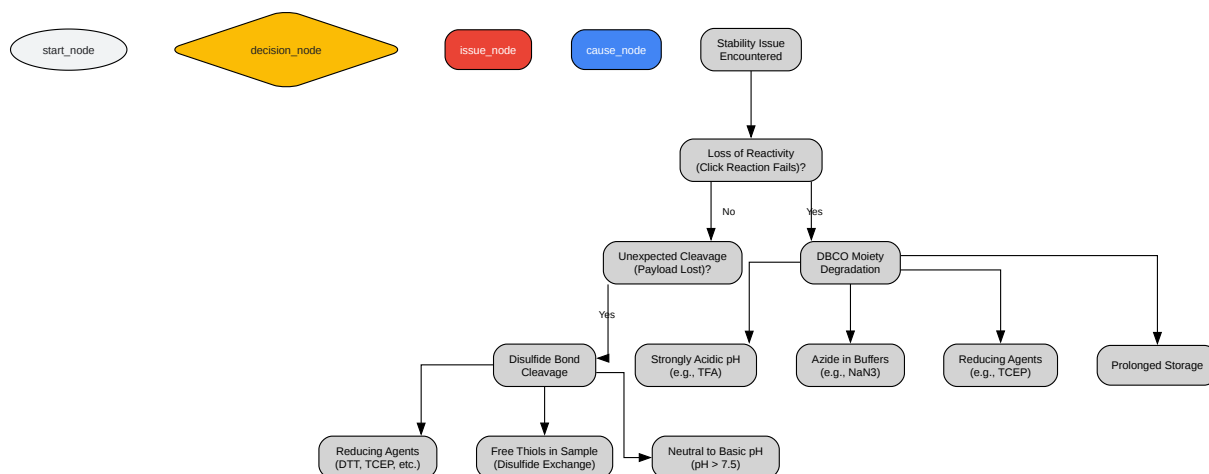 start_node
decision_node
issue_node
cause_node
Stability Issue
Encountered
Loss of Reactivity
(Click Reaction Fails)?
No
Yes
Unexpected Cleavage
(Payload Lost)?
DBCO Moiety
Degradation
Yes
Disulfide Bond
Cleavage
Strongly Acidic pH
(e.g., TFA)
Azide in Buffers
(e.g., NaN3)
Reducing Agents
(e.g., TCEP)
Prolonged Storage
Reducing Agents
(DTT, TCEP, etc.)
Free Thiols in Sample
(Disulfide Exchange)
Neutral to Basic pH
(pH > 7.5)